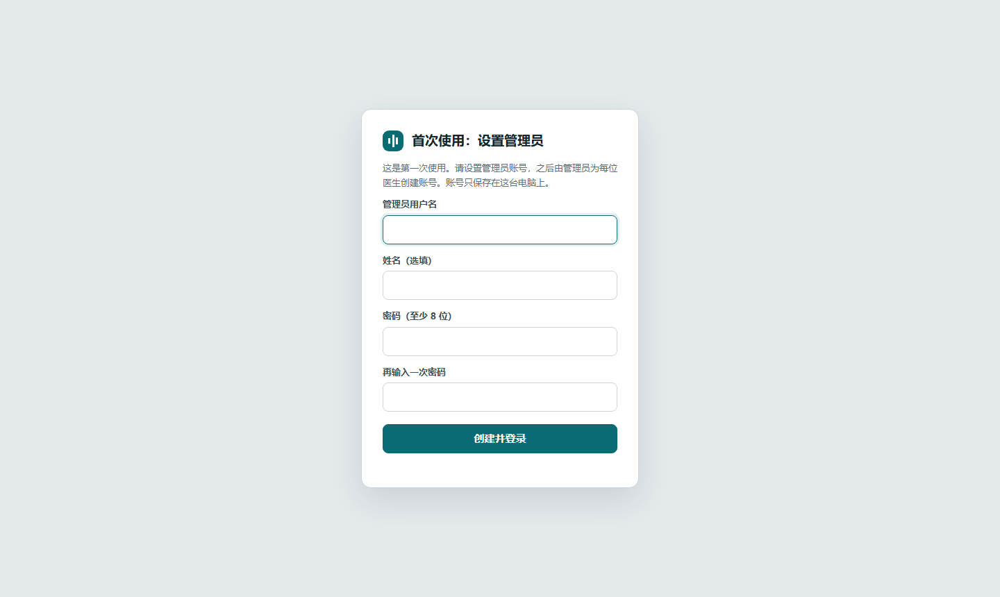 首次使用：设置管理员
这是第一次使用。请设置管理员账号，之后由管理员为每位
医生创建账号。账号只保存在这台电脑上。
管理员用户名
姓名（选填）
密码（至少 8 位）
再输入一次密码
创建并登录